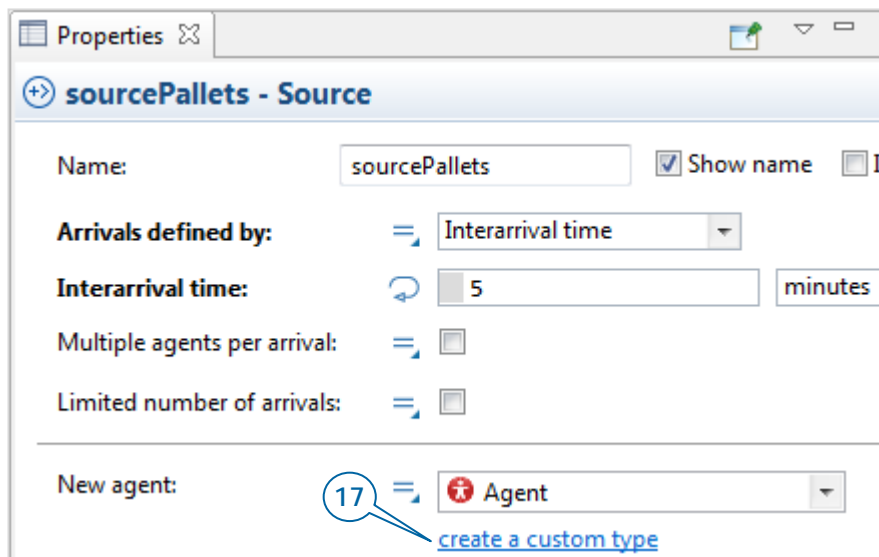 Properties
sourcePallets - Source
Name: sourcePallets Show name
Arrivals defined by: Interarrival time
Interarrival time: 5 minutes
Multiple agents per arrival:
Limited number of arrivals:
New agent: 17 Agent
create a custom type